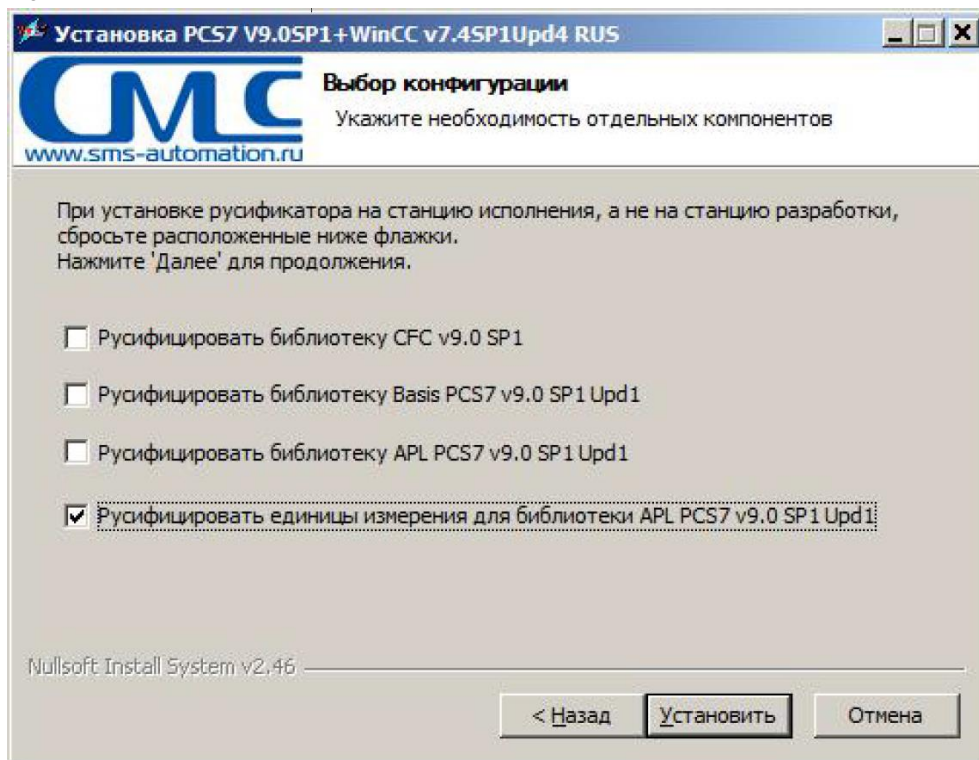 Установка PCS7 V9.0SP1+WinCC v7.4SP1Upd4 RUS
СМС
www.sms-automation.ru
Выбор конфигурации
Укажите необходимость отдельных компонентов
При установке русификатора на станцию исполнения, а не на станцию разработки,
сбросьте расположенные ниже флажки.
Нажмите 'Далее' для продолжения.
Русифицировать библиотеку CFC v9.0 SP1
Русифицировать библиотеку Basis PCS7 v9.0 SP1 Upd1
Русифицировать библиотеку APL PCS7 v9.0 SP1 Upd1
Русифицировать единицы измерения для библиотеки APL PCS7 v9.0 SP1 Upd1
Nullsoft Install System v2.46
< Назад
Установить
Отмена